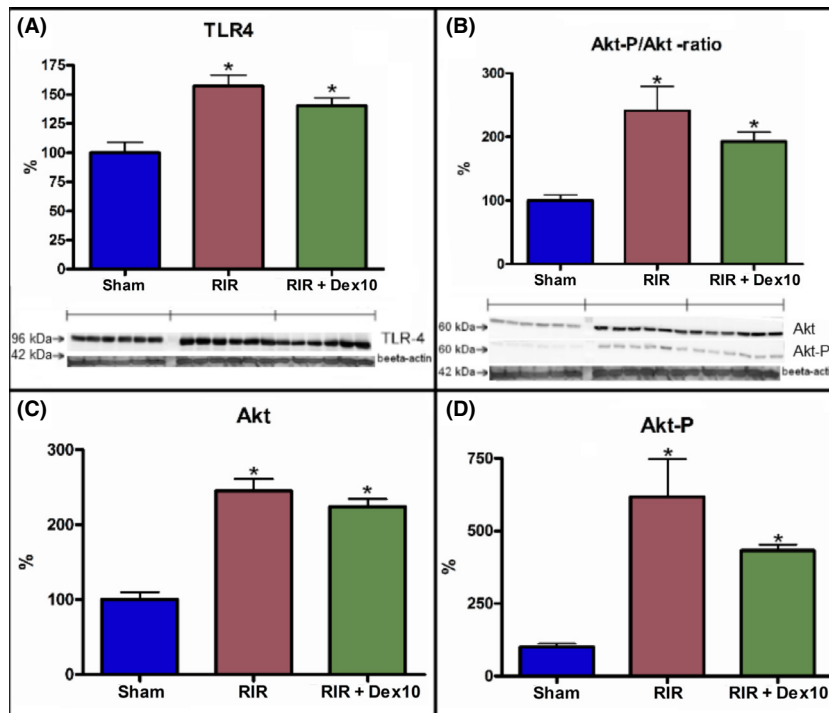 (A)
TLR4
175
150
125
100
75
50
25
0
%
*
*
Sham RIR RIR + Dex10
96 kDa→ TLR-4
42 kDa→ beeta-actin
(B)
Akt-P/Akt -ratio
300
200
100
0
%
*
*
Sham RIR RIR + Dex10
60 kDa→ Akt
60 kDa→ Akt-P
42 kDa→ beeta-actin
(C)
Akt
300
200
100
0
%
*
*
Sham RIR RIR + Dex10
(D)
Akt-P
750
500
250
0
%
*
*
Sham RIR RIR + Dex10